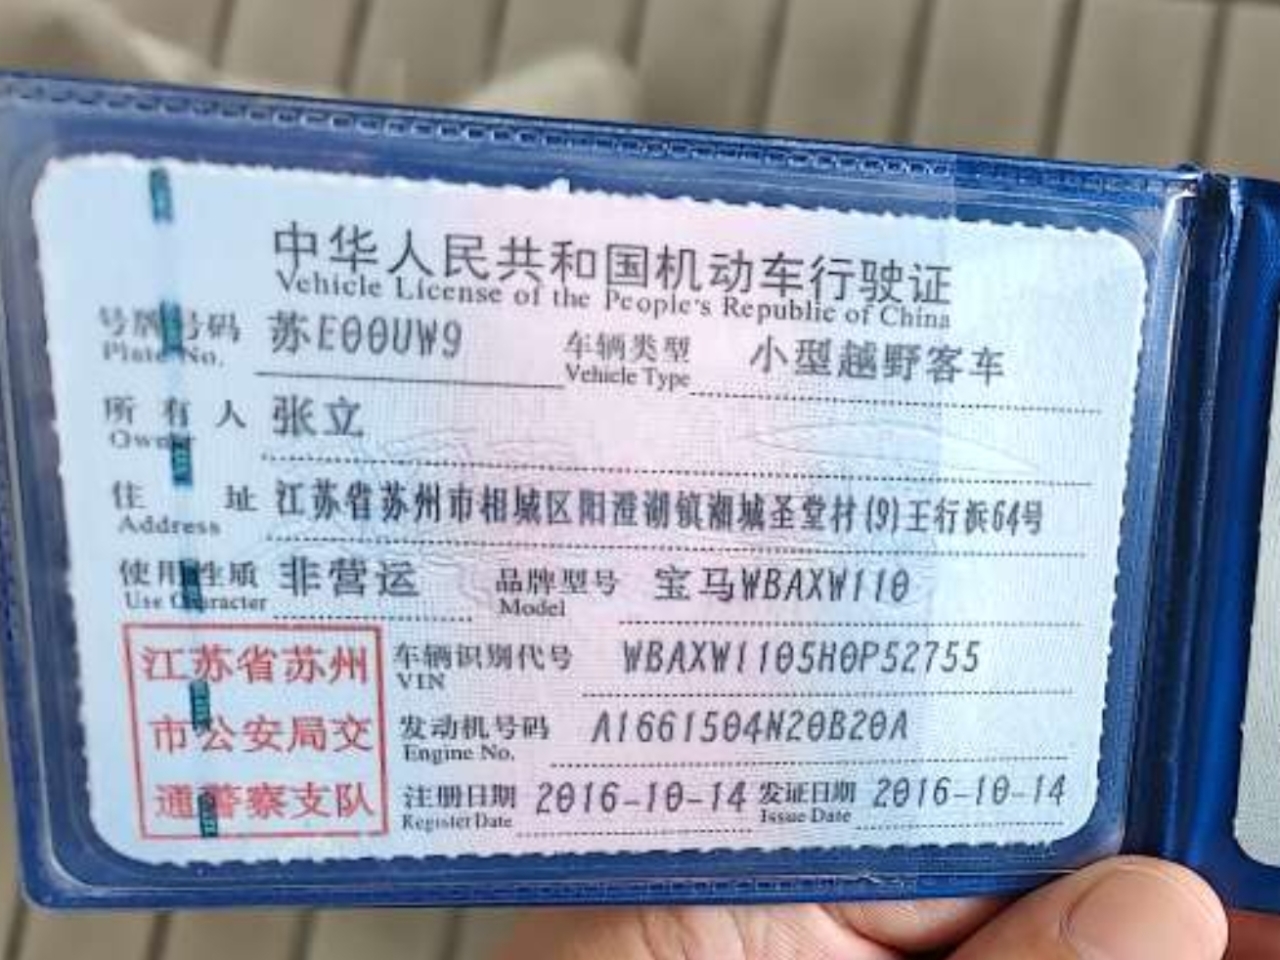 中华人民共和国机动车行驶证
Vehicle License of the People's Republic of China
号牌号码 苏E00UW9 车辆类型 小型越野客车
Plate No. Vehicle Type
所有人 张立
Owner
住址 江苏省苏州市相城区阳澄湖镇湘城圣堂村(9)王行浜64号
Address
使用性质 非营运 品牌型号 宝马WBAXW110
Use Character Model
江苏省苏州
市公安局交
通警察支队
车辆识别代号 WBAXW1105H0P52755
VIN
发动机号码 A1661504N20B20A
Engine No.
注册日期 2016-10-14 发证日期 2016-10-14
Register Date Issue Date